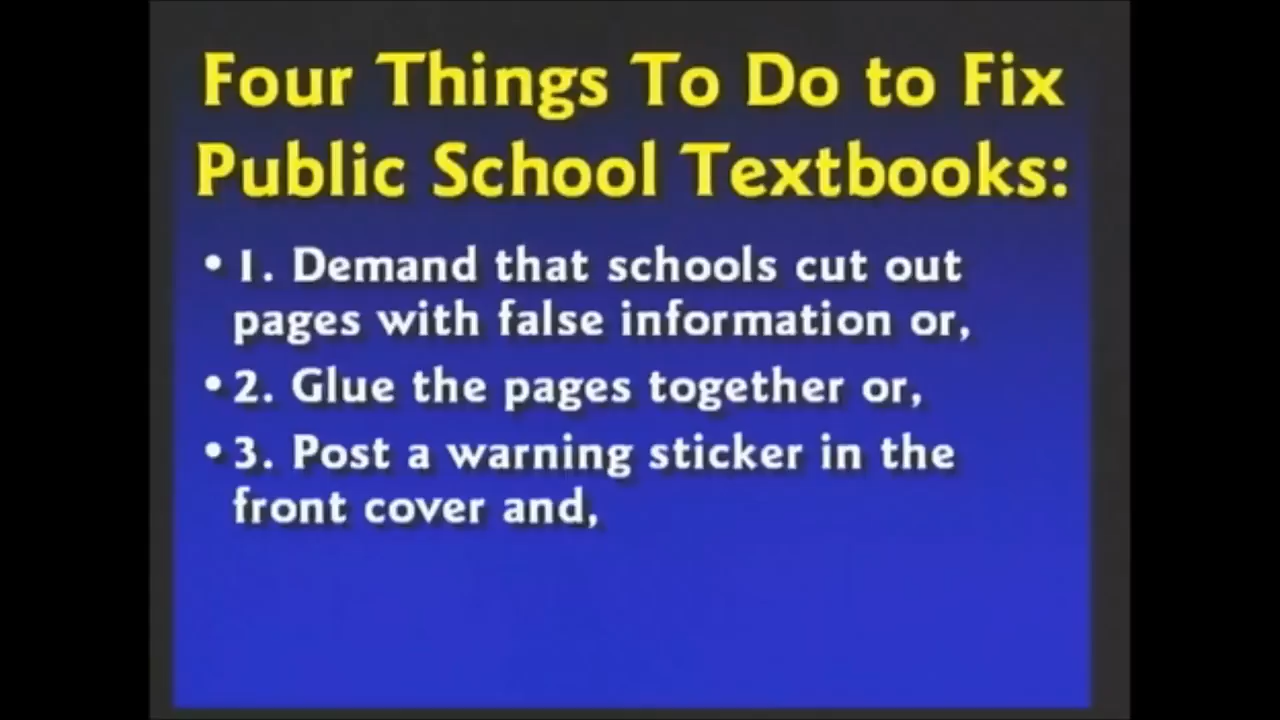 Four Things To Do to Fix
Public School Textbooks:
• 1. Demand that schools cut out
pages with false information or,
• 2. Glue the pages together or,
• 3. Post a warning sticker in the
front cover and,